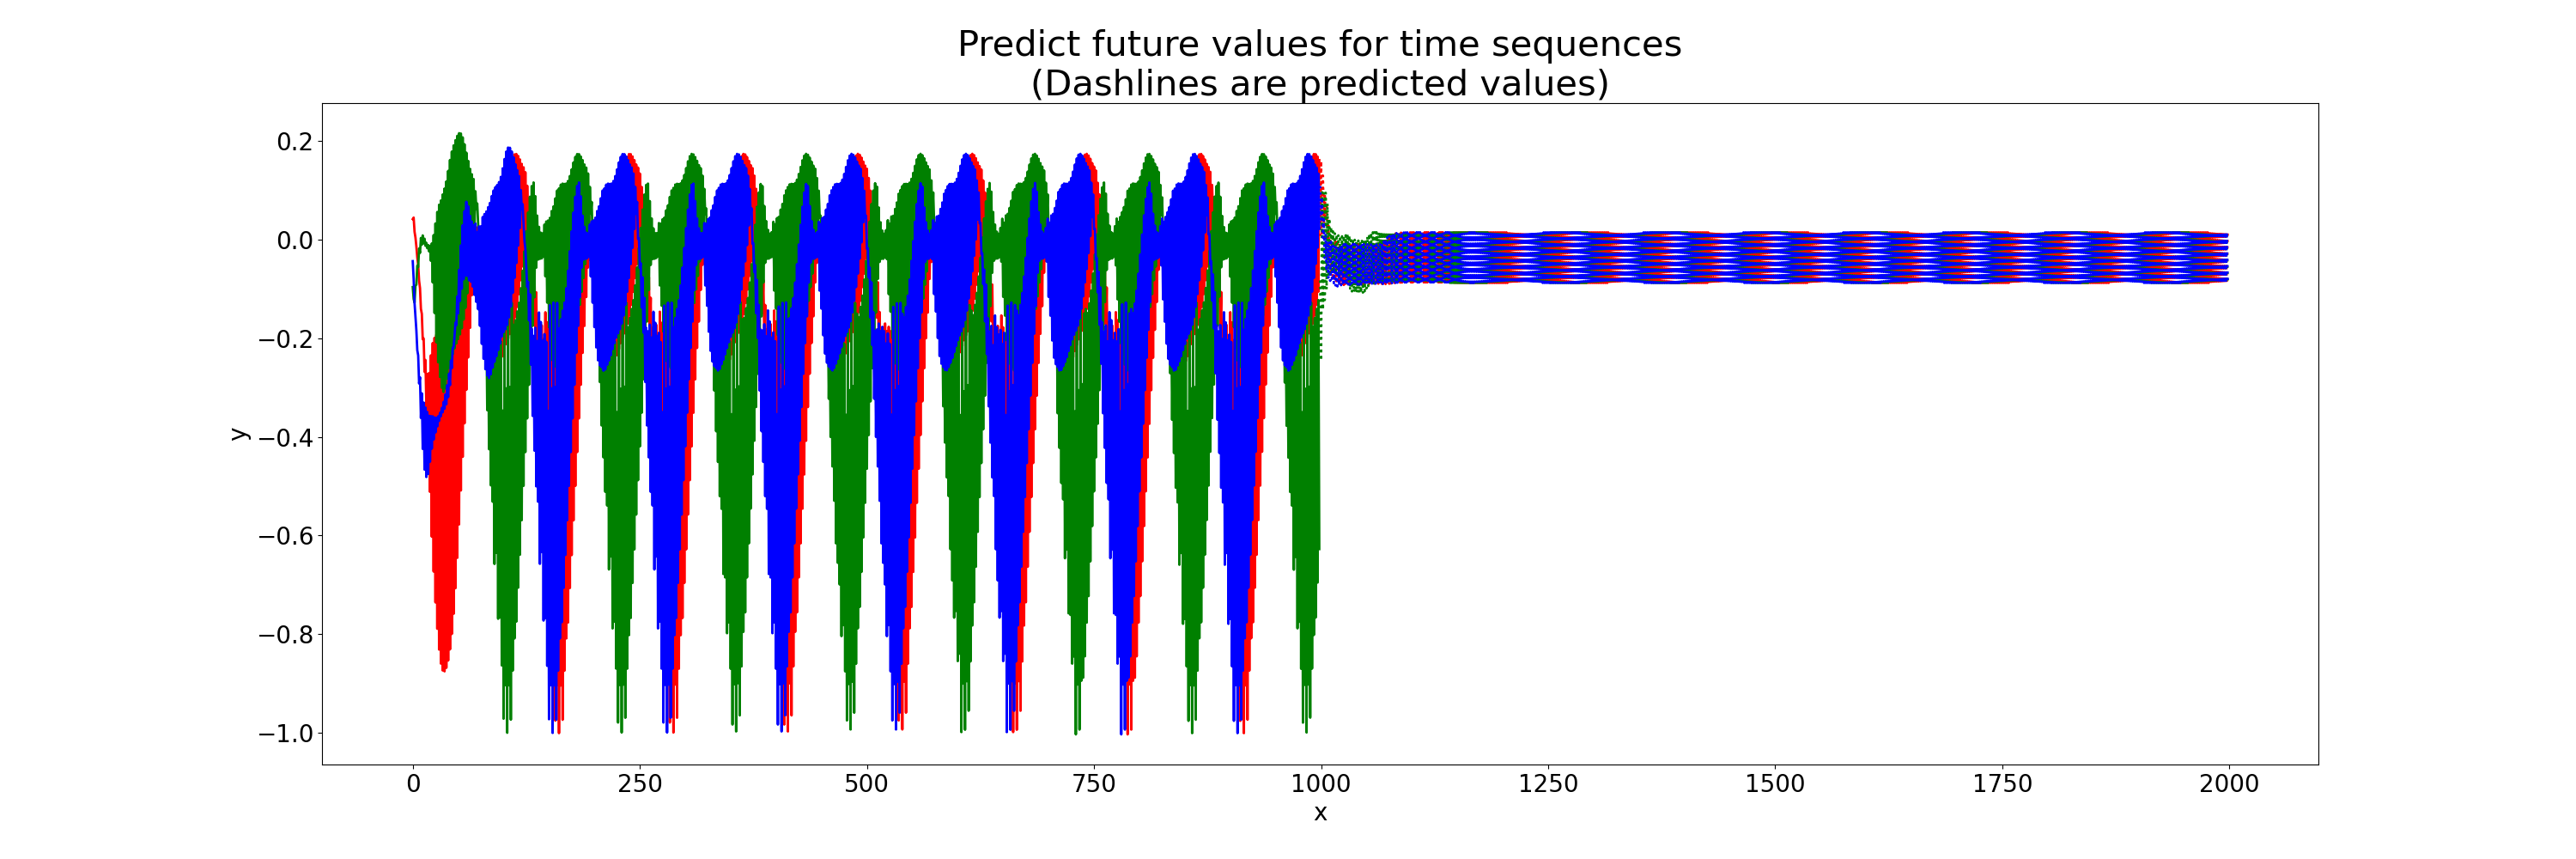 Predict future values for time sequences
(Dashlines are predicted values)
0.2
0.0
−0.2
−0.4
−0.6
−0.8
−1.0
y
0 250 500 750 1000 1250 1500 1750 2000
x